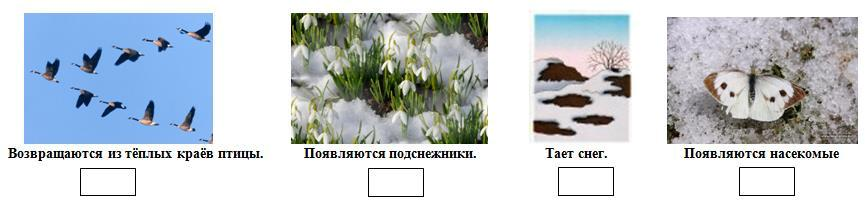 Возвращаются из тёплых краёв птицы.
Появляются подснежники.
Тает снег.
Появляются насекомые